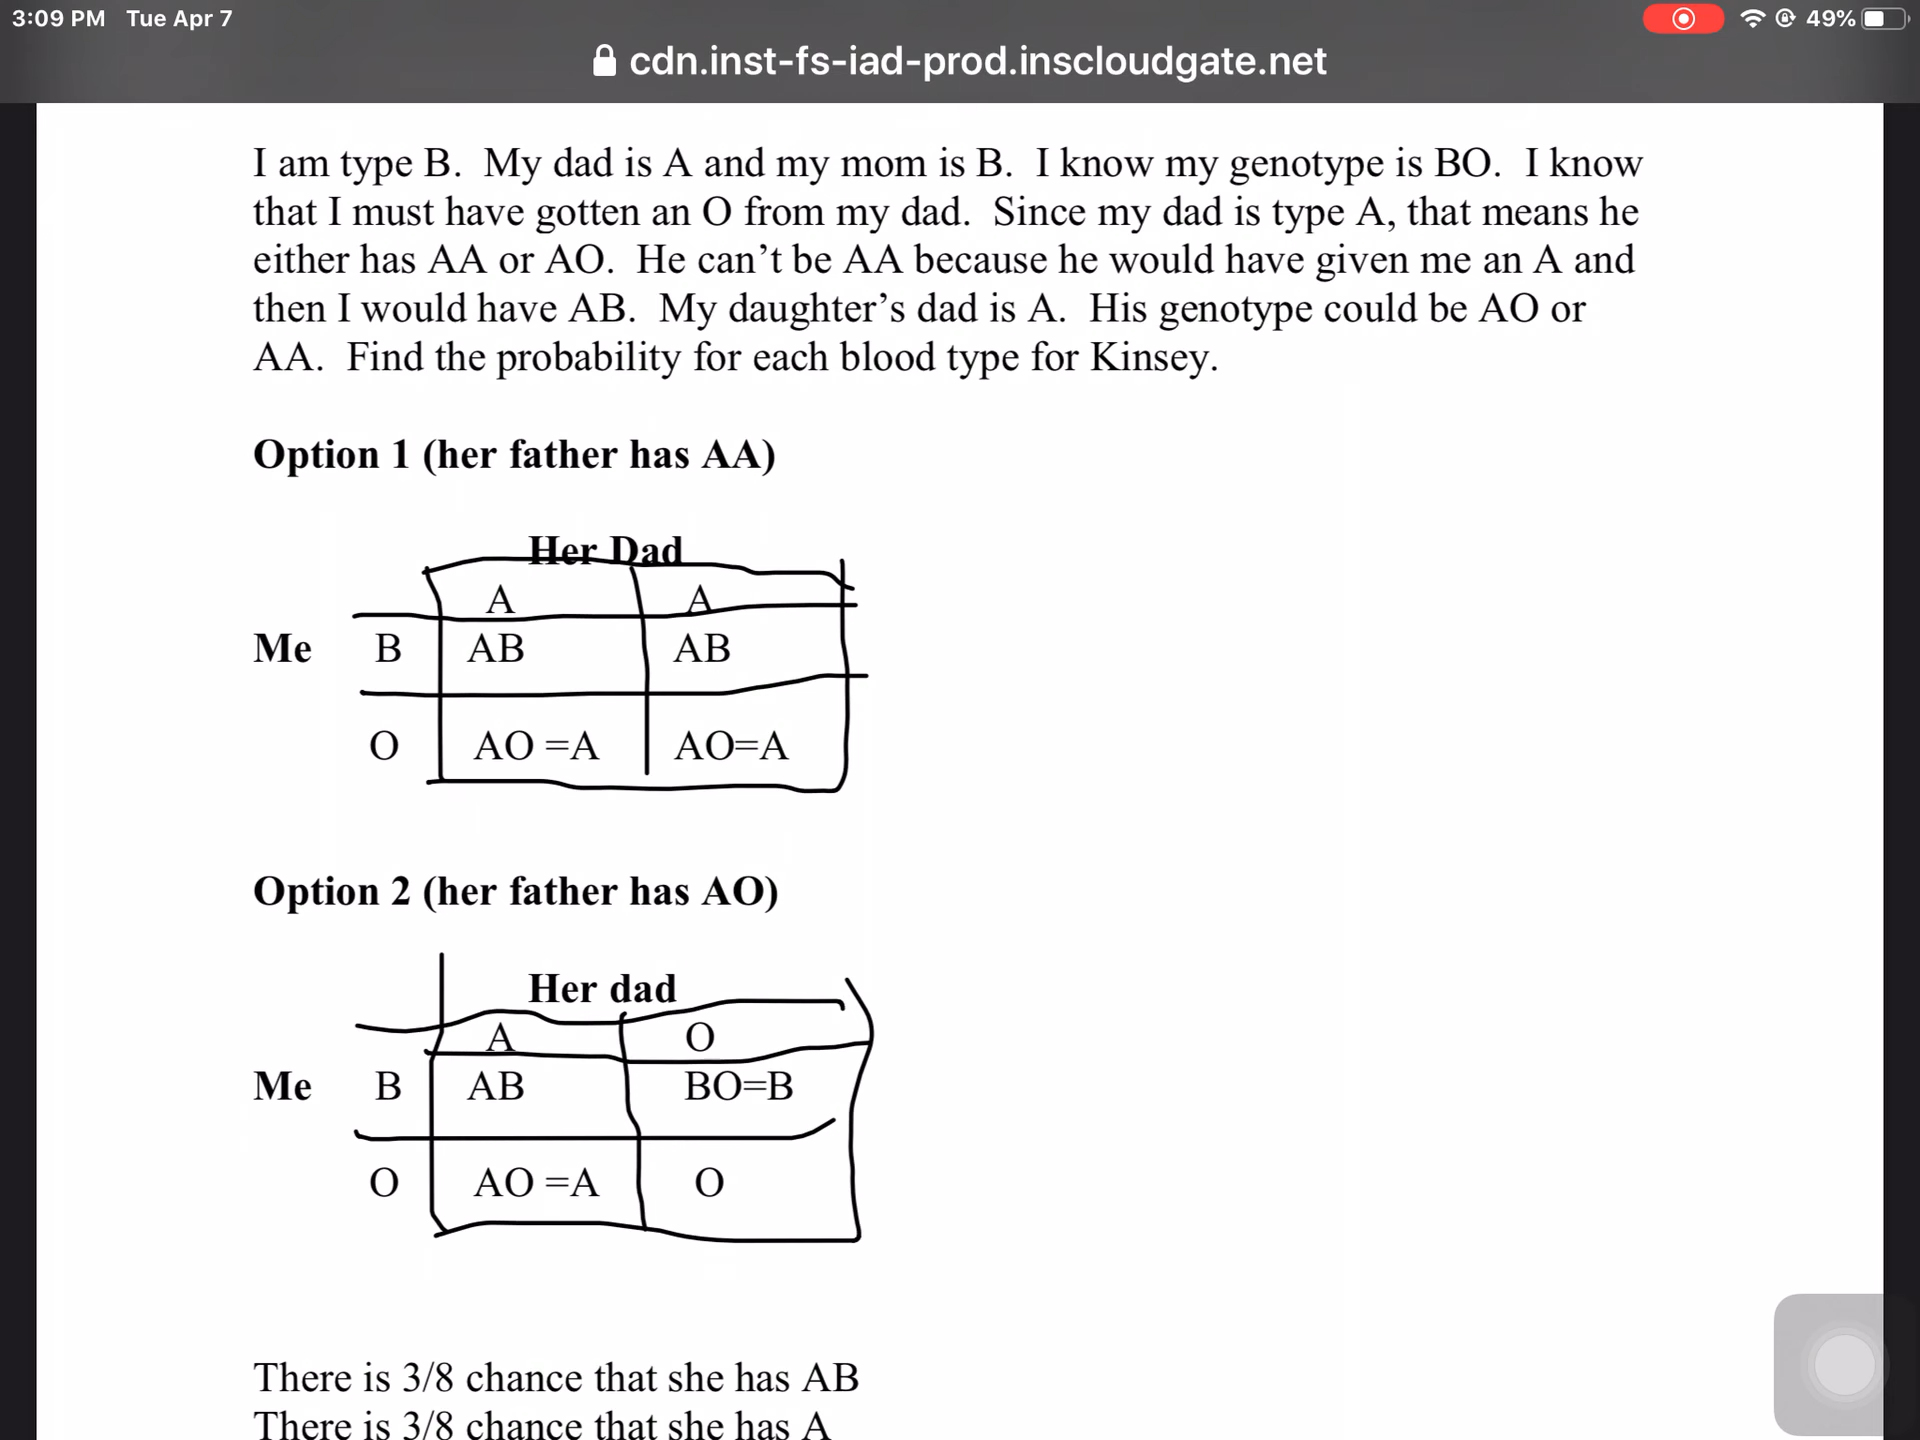 3:09 PM Tue Apr 7 49%
cdn.inst-fs-iad-prod.inscloudgate.net
I am type B. My dad is A and my mom is B. I know my genotype is BO. I know
that I must have gotten an O from my dad. Since my dad is type A, that means he
either has AA or AO. He can’t be AA because he would have given me an A and
then I would have AB. My daughter’s dad is A. His genotype could be AO or
AA. Find the probability for each blood type for Kinsey.
Option 1 (her father has AA)
Her Dad
A A
Me B AB AB
O AO =A AO=A
Option 2 (her father has AO)
Her dad
A O
Me B AB BO=B
O AO =A O
There is 3/8 chance that she has AB
There is 3/8 chance that she has A